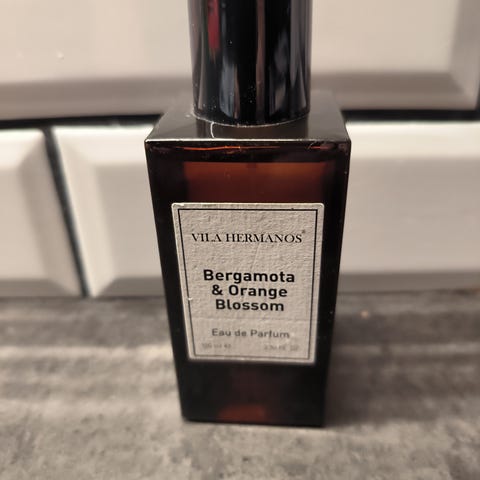 VILA HERMANOS®
Bergamota
& Orange
Blossom
Eau de Parfum